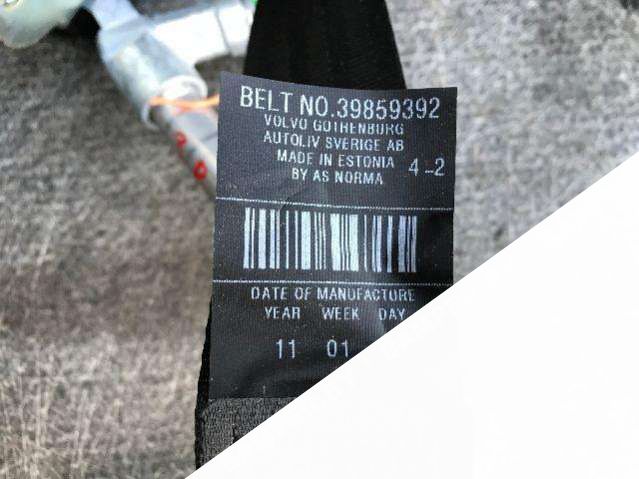 BELT NO.39859392
VOLVO GOTHENBURG
AUTOLIV SVERIGE AB
MADE IN ESTONIA
BY AS NORMA
4-2
DATE OF MANUFACTURE
YEAR WEEK DAY
11 01